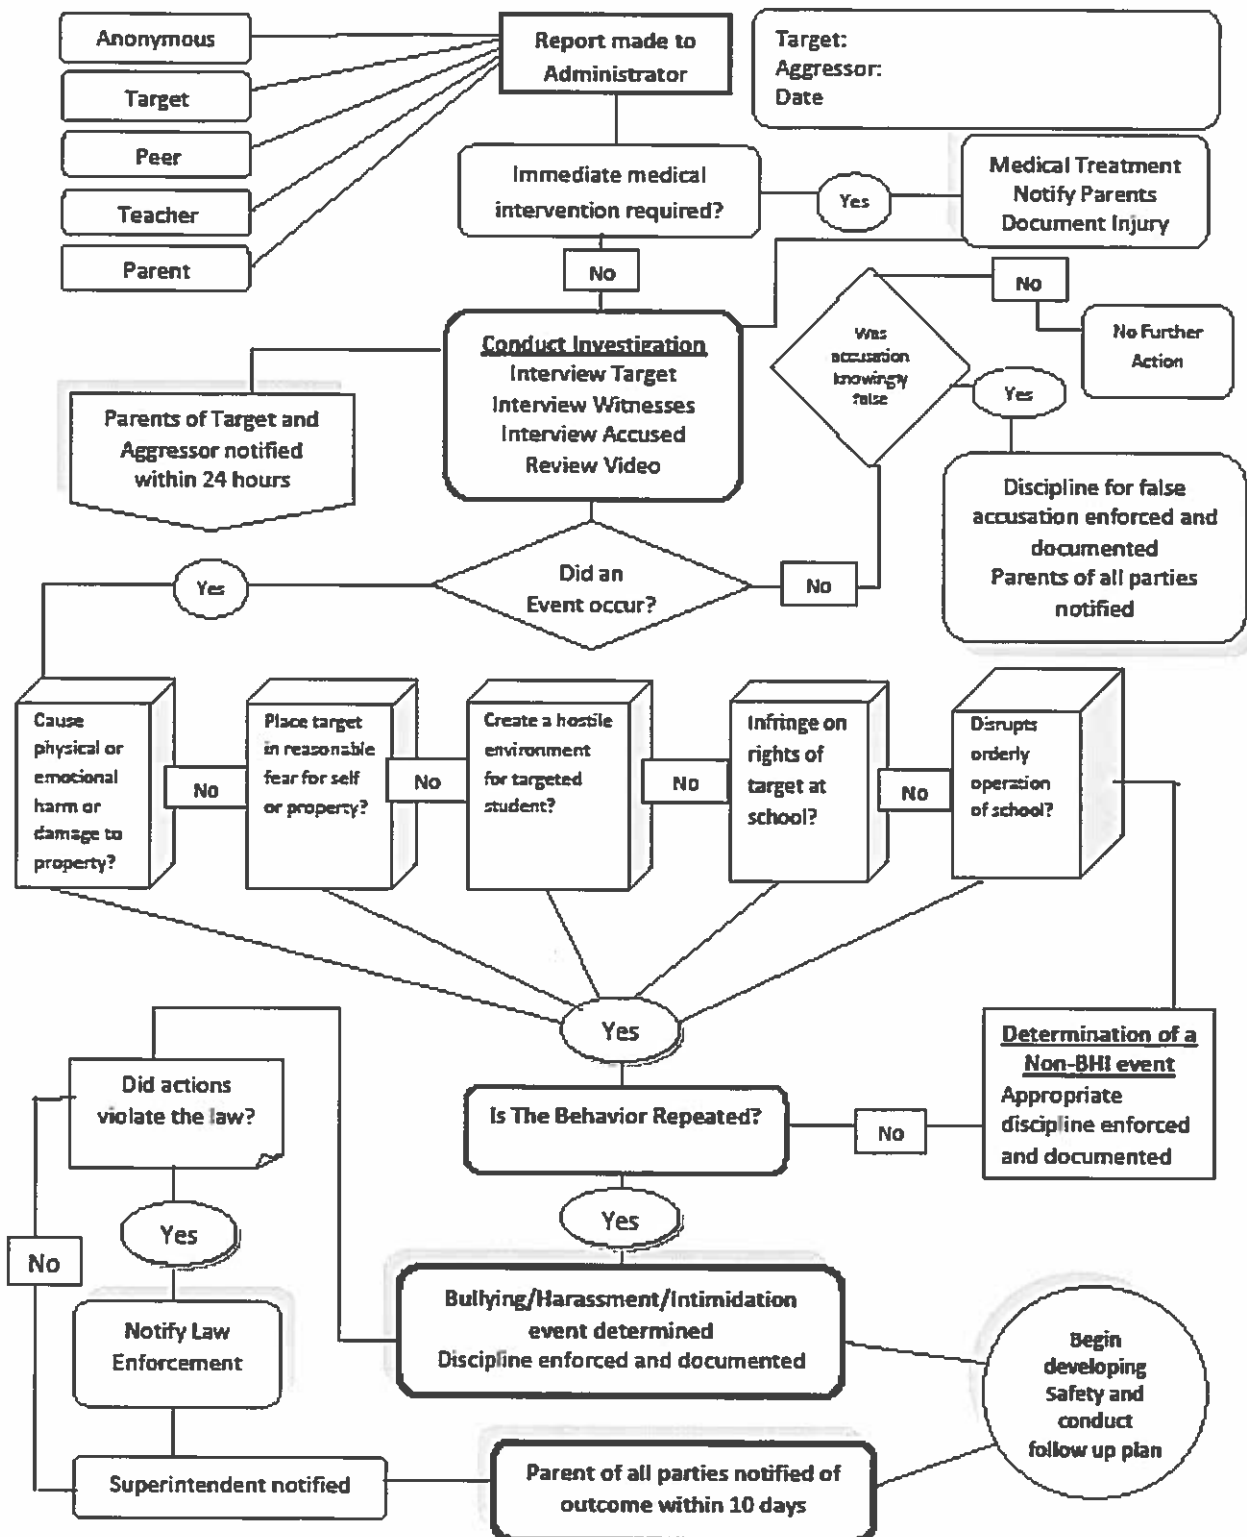 Anonymous
Target
Peer
Teacher
Parent
Report made to
Administrator
Target:
Aggressor:
Date
Immediate medical
intervention required?
Yes
Medical Treatment
Notify Parents
Document Injury
No
Conduct Investigation
Interview Target
Interview Witnesses
Interview Accused
Review Video
Was
accusation
knowingly
false
No
No Further
Action
Yes
Discipline for false
accusation enforced and
documented
Parents of all parties
notified
Parents of Target and
Aggressor notified
within 24 hours
Did an
Event occur?
Yes
No
Cause
physical or
emotional
harm or
damage to
property?
No
Place target
in reasonable
fear for self
or property?
No
Create a hostile
environment
for targeted
student?
No
Infringe on
rights of
target at
school?
No
Disrupts
orderly
operation
of school?
Yes
Is The Behavior Repeated?
No
Determination of a
Non-BHI event
Appropriate
discipline enforced
and documented
Yes
Bullying/Harassment/Intimidation
event determined
Discipline enforced and documented
Did actions
violate the law?
Yes
No
Notify Law
Enforcement
Superintendent notified
Parent of all parties notified of
outcome within 10 days
Begin
developing
Safety and
conduct
follow up plan